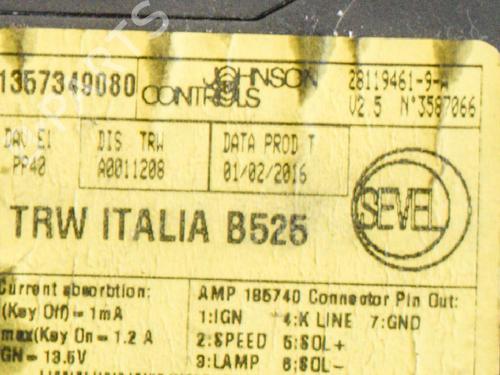 1357349080
JOHNSON CONTROLS
28119461-9-A
V2.5 N°3587066
DAV E1
PP40
DIS TRW
A0011208
DATA PROD T
01/02/2016
TRW ITALIA B525
SEVEL
Current absorbtion:
(Key Off) = 1mA
max(Key On = 1.2 A
GN = 13.5V
AMP 185740 Connector Pin Out:
1:IGN 4:K LINE 7:GND
2:SPEED 5:SOL+
3:LAMP 6:SOL-